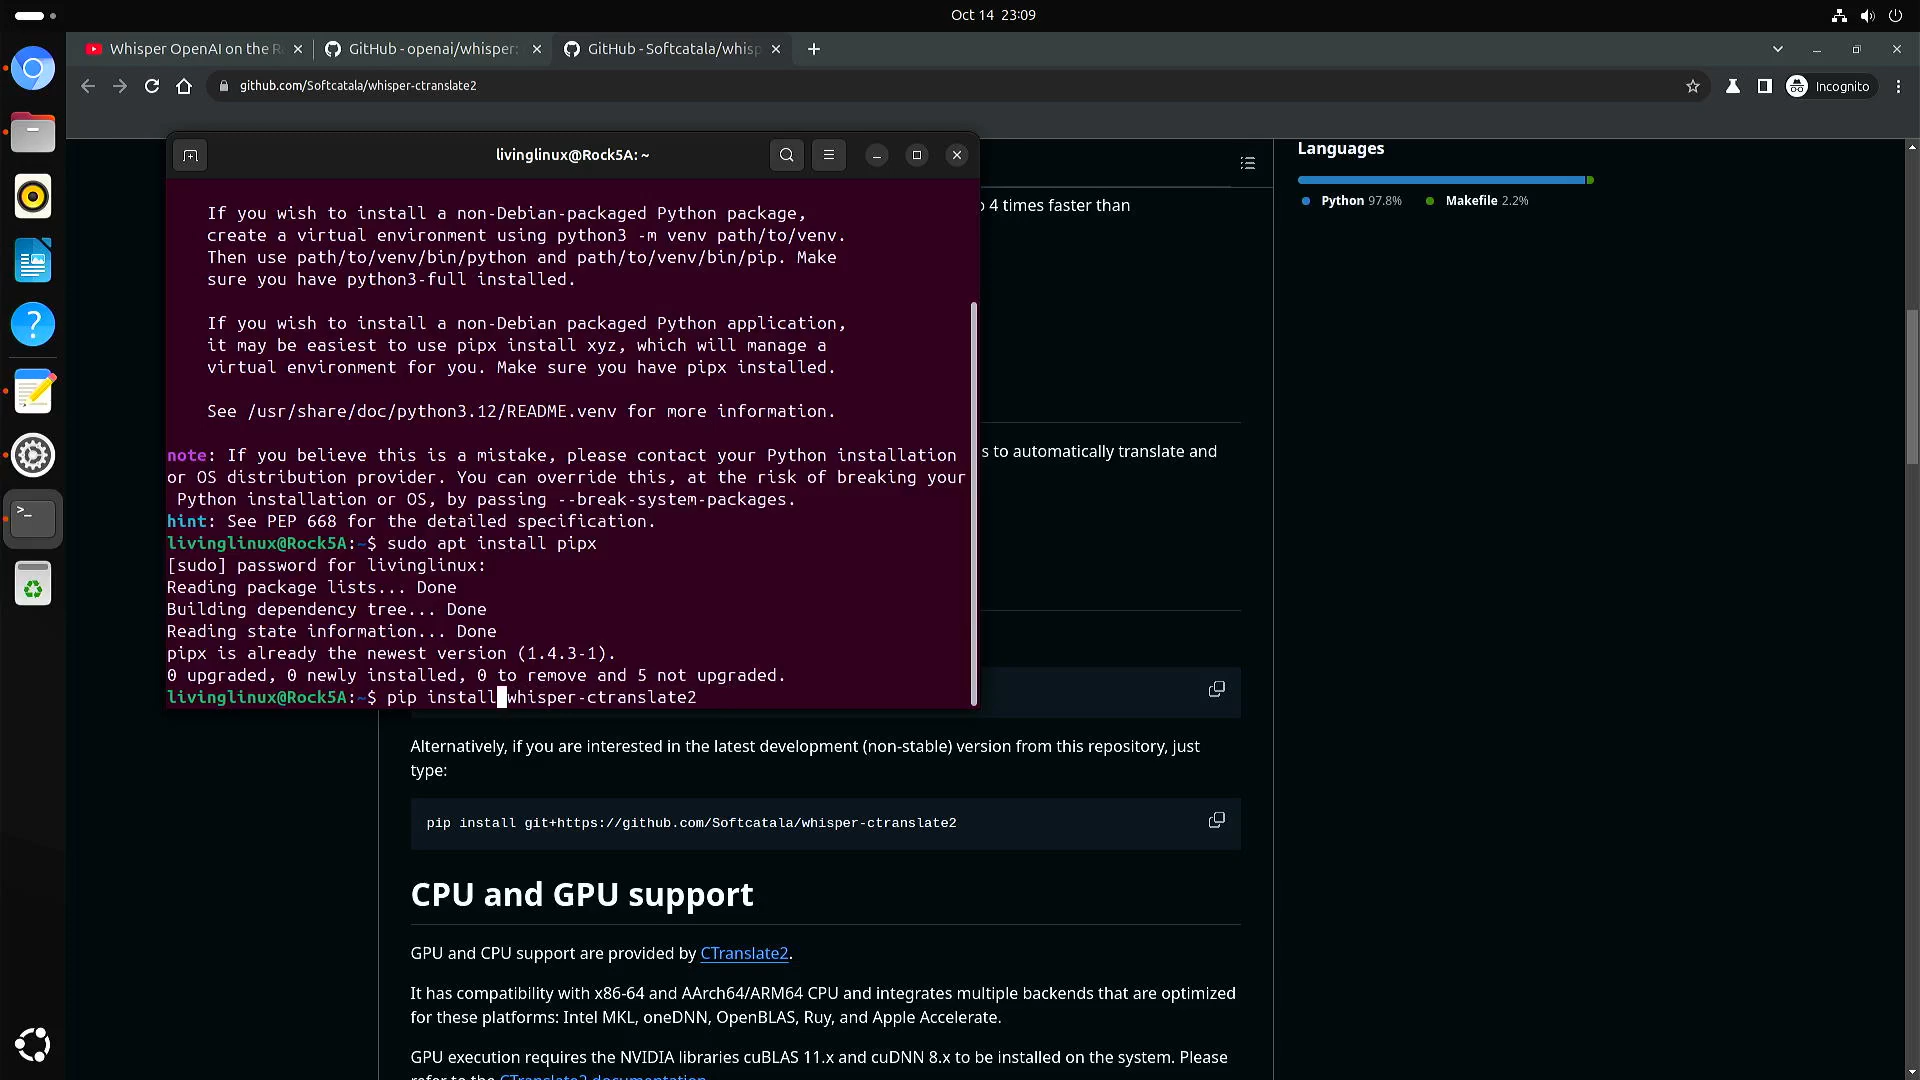 Oct 14 23:09
Whisper OpenAI on the R
GitHub - openai/whisper:
GitHub - Softcatala/whisp
github.com/Softcatala/whisper-ctranslate2
Incognito
livinglinux@Rock5A: ~
If you wish to install a non-Debian-packaged Python package,
create a virtual environment using python3 -m venv path/to/venv.
Then use path/to/venv/bin/python and path/to/venv/bin/pip. Make
sure you have python3-full installed.
If you wish to install a non-Debian packaged Python application,
it may be easiest to use pipx install xyz, which will manage a
virtual environment for you. Make sure you have pipx installed.
See /usr/share/doc/python3.12/README.venv for more information.
note: If you believe this is a mistake, please contact your Python installation
or OS distribution provider. You can override this, at the risk of breaking your
Python installation or OS, by passing --break-system-packages.
hint: See PEP 668 for the detailed specification.
livinglinux@Rock5A:~$ sudo apt install pipx
[sudo] password for livinglinux:
Reading package lists... Done
Building dependency tree... Done
Reading state information... Done
pipx is already the newest version (1.4.3-1).
0 upgraded, 0 newly installed, 0 to remove and 5 not upgraded.
livinglinux@Rock5A:~$ pip install whisper-ctranslate2
4 times faster than
s to automatically translate and
Languages
Python 97.8% Makefile 2.2%
Alternatively, if you are interested in the latest development (non-stable) version from this repository, just
type:
pip install git+https://github.com/Softcatala/whisper-ctranslate2
CPU and GPU support
GPU and CPU support are provided by CTranslate2.
It has compatibility with x86-64 and AArch64/ARM64 CPU and integrates multiple backends that are optimized
for these platforms: Intel MKL, oneDNN, OpenBLAS, Ruy, and Apple Accelerate.
GPU execution requires the NVIDIA libraries cuBLAS 11.x and cuDNN 8.x to be installed on the system. Please
refer to the CTranslate2 documentation